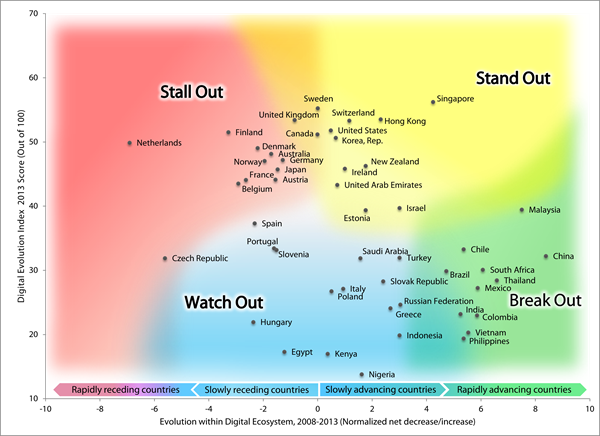 70
60
50
40
30
20
10
Digital Evolution Index 2013 Score (Out of 100)
Stall Out
Stand Out
Sweden
Singapore
United Kingdom
Switzerland
Hong Kong
Finland
Canada
United States
Netherlands
Korea, Rep.
Denmark
Australia
Norway
Germany
New Zealand
France
Japan
Ireland
Belgium
Austria
United Arab Emirates
Estonia
Israel
Malaysia
Spain
Portugal
Slovenia
Saudi Arabia
Chile
Czech Republic
Turkey
China
Brazil
South Africa
Slovak Republic
Thailand
Italy
Mexico
Poland
Watch Out
Break Out
Russian Federation
Greece
India
Colombia
Hungary
Indonesia
Vietnam
Philippines
Egypt
Kenya
Nigeria
Rapidly receding countries
Slowly receding countries
Slowly advancing countries
Rapidly advancing countries
-10 -8 -6 -4 -2 0 2 4 6 8 10
Evolution within Digital Ecosystem, 2008-2013 (Normalized net decrease/increase)